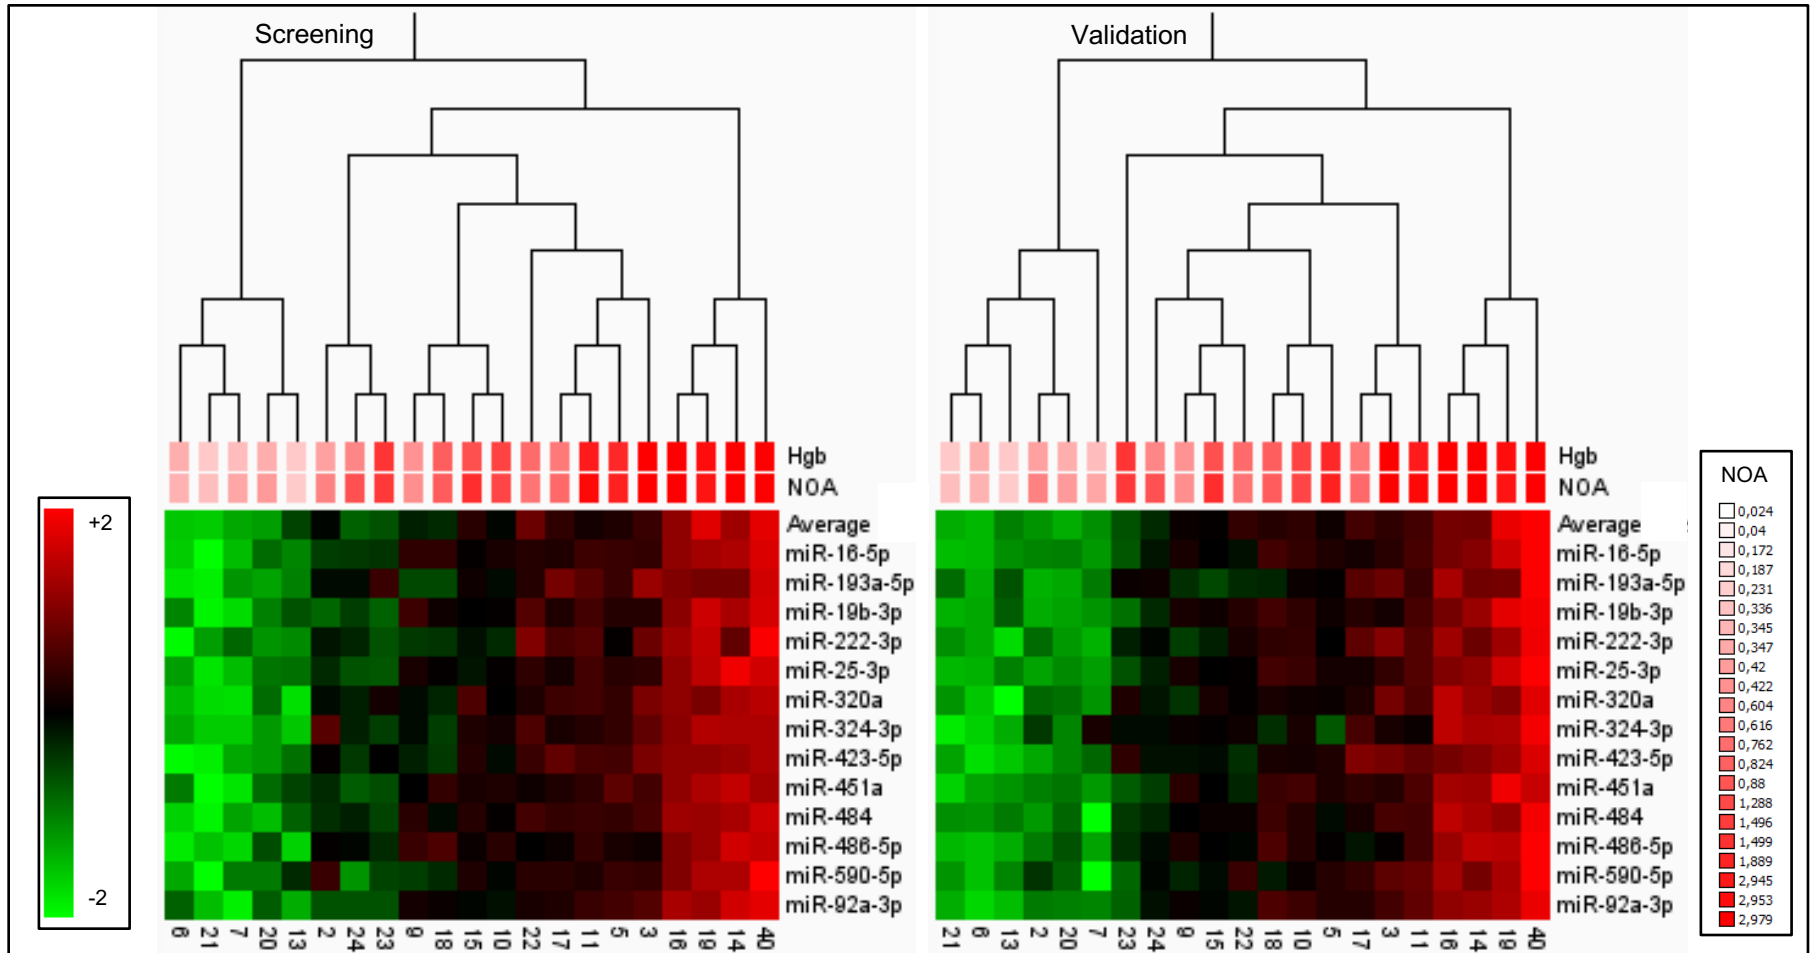 Screening
Validation
Hgb
NOA
Hgb
NOA
NOA
+2
-2
Average
miR-16-5p
miR-193a-5p
miR-19b-3p
miR-222-3p
miR-25-3p
miR-320a
miR-324-3p
miR-423-5p
miR-451a
miR-484
miR-486-5p
miR-590-5p
miR-92a-3p
Average
miR-16-5p
miR-193a-5p
miR-19b-3p
miR-222-3p
miR-25-3p
miR-320a
miR-324-3p
miR-423-5p
miR-451a
miR-484
miR-486-5p
miR-590-5p
miR-92a-3p
0,024
0,04
0,172
0,187
0,231
0,336
0,345
0,347
0,42
0,422
0,604
0,616
0,762
0,824
0,88
1,288
1,496
1,499
1,889
2,945
2,953
2,979
6 21 7 20 13 2 24 23 9 18 15 10 22 17 11 5 3 16 19 14 40
21 6 13 2 20 7 23 24 9 15 22 18 10 5 17 3 11 16 14 19 40